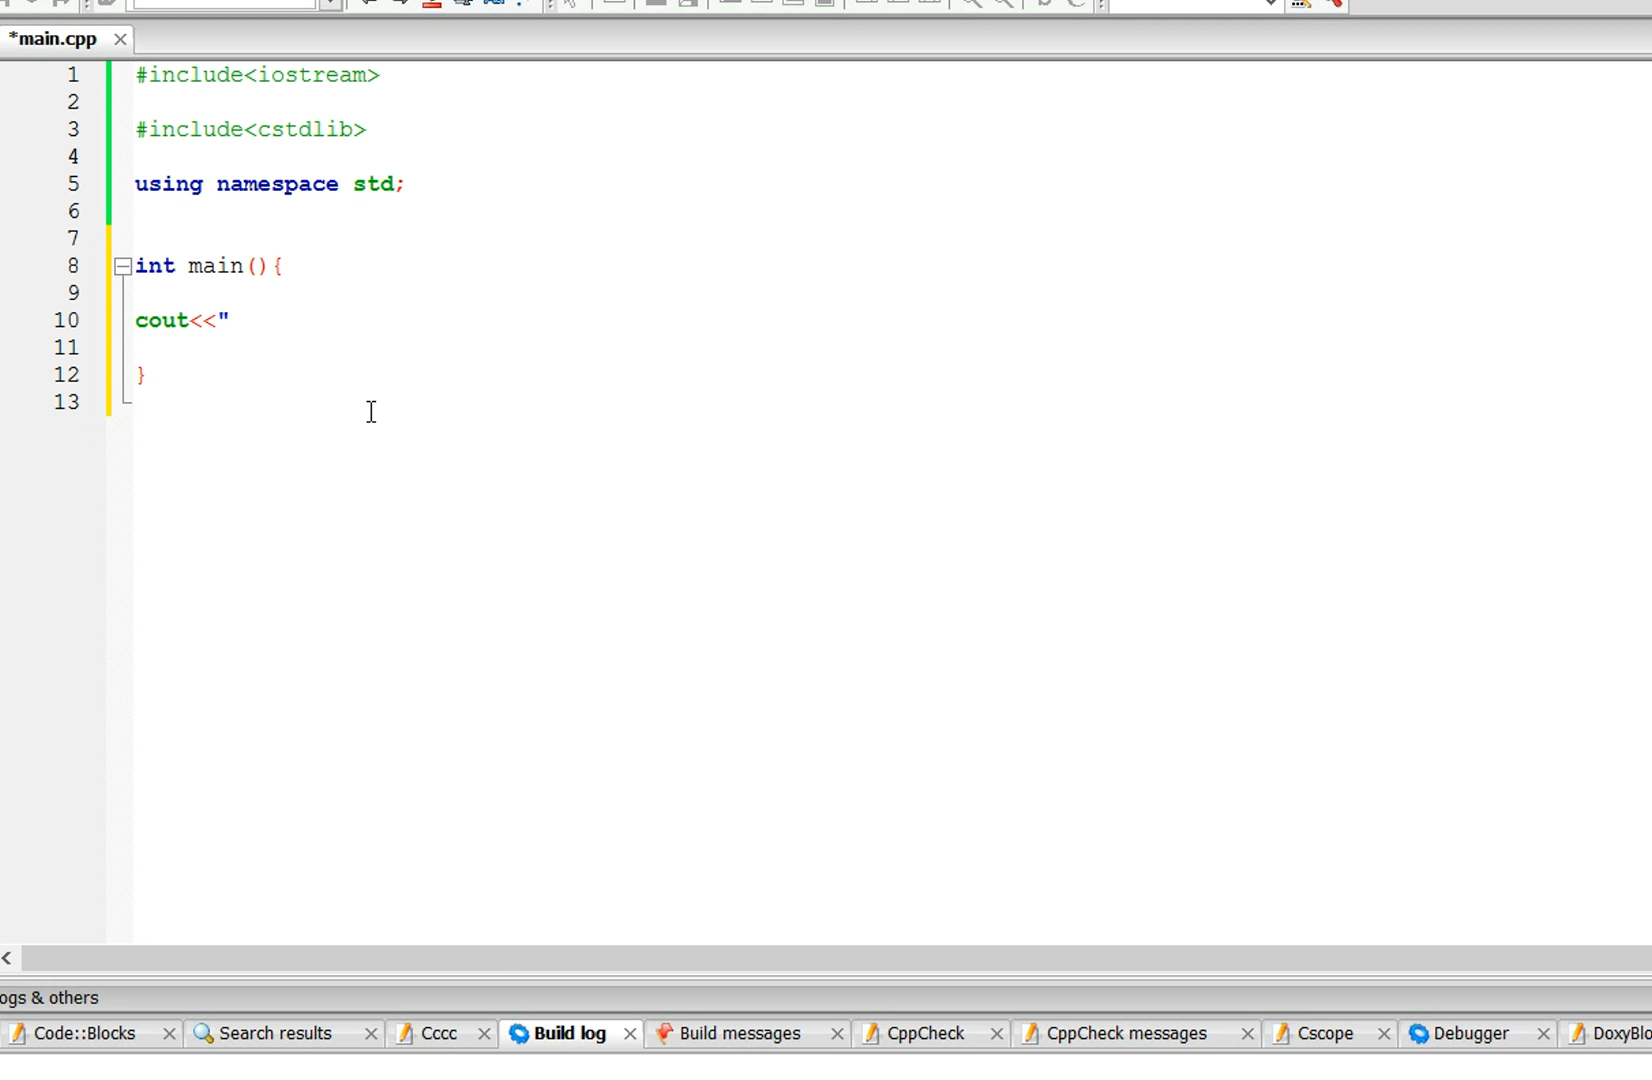 *main.cpp
1 #include<iostream>
2
3 #include<cstdlib>
4
5 using namespace std;
6
7
8 int main(){
9
10 cout<<"
11
12 }
13
ogs & others
Code::Blocks Search results Cccc Build log Build messages CppCheck CppCheck messages Cscope Debugger DoxyBlo